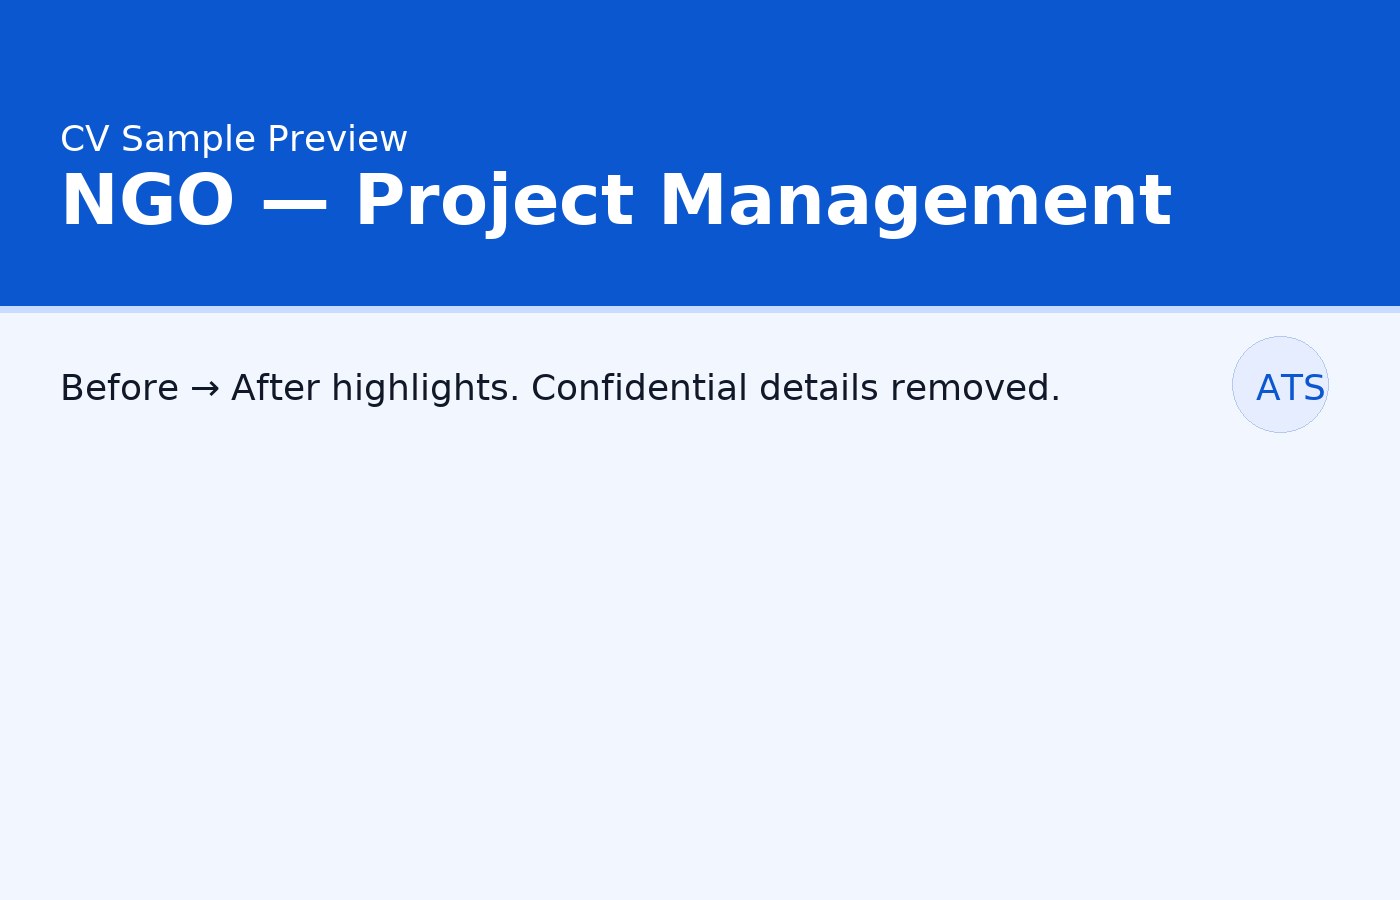 CV Sample Preview
NGO — Project Management
Before → After highlights. Confidential details removed.
ATS